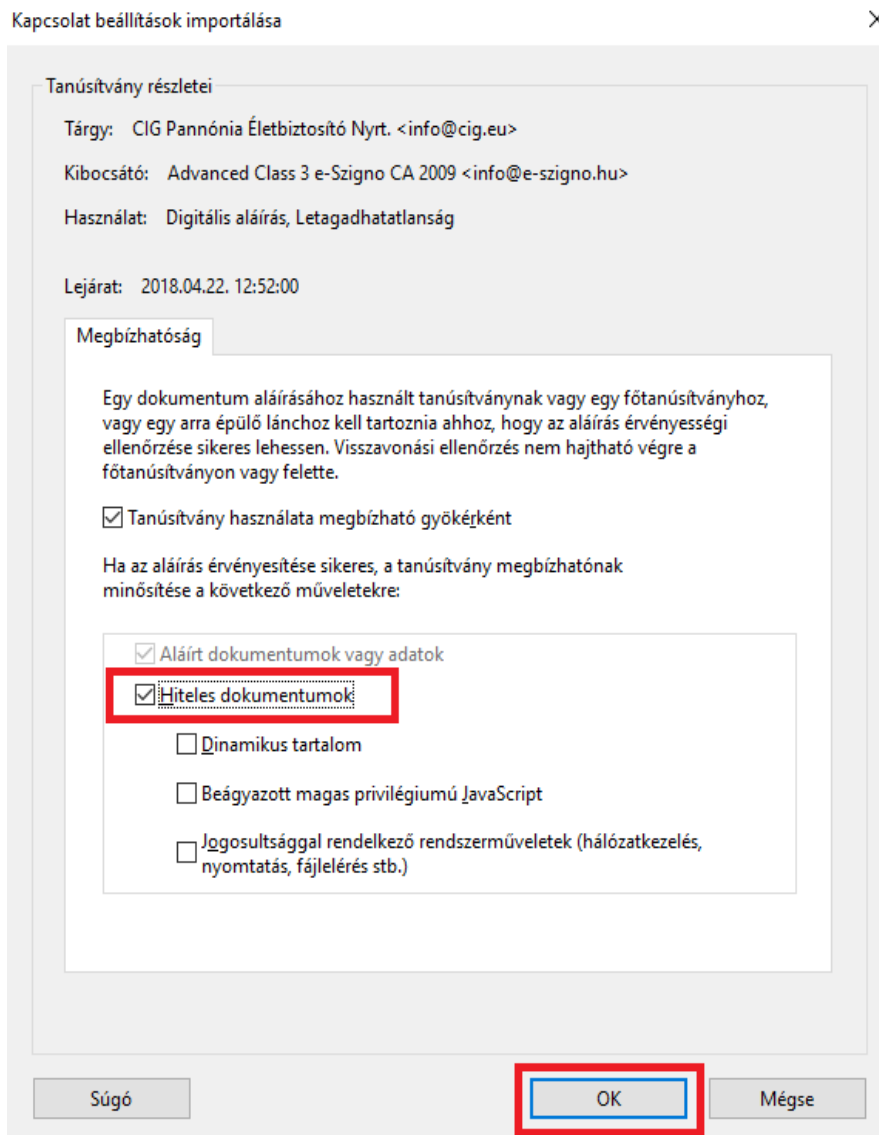 Kapcsolat beállítások importálása
Tanúsítvány részletei
Tárgy: CIG Pannónia Életbiztosító Nyrt. <info@cig.eu>
Kibocsátó: Advanced Class 3 e-Szigno CA 2009 <info@e-szigno.hu>
Használat: Digitális aláírás, Letagadhatatlanság
Lejárat: 2018.04.22. 12:52:00
Megbízhatóság
Egy dokumentum aláírásához használt tanúsítványnak vagy egy főtanúsítványhoz,
vagy egy arra épülő lánchoz kell tartoznia ahhoz, hogy az aláírás érvényességi
ellenőrzése sikeres lehessen. Visszavonási ellenőrzés nem hajtható végre a
főtanúsítványon vagy felette.
Tanúsítvány használata megbízható gyökérként
Ha az aláírás érvényesítése sikeres, a tanúsítvány megbízhatónak
minősítése a következő műveletekre:
Aláírt dokumentumok vagy adatok
Hiteles dokumentumok
Dinamikus tartalom
Beágyazott magas privilégiumú JavaScript
Jogosultsággal rendelkező rendszerműveletek (hálózatkezelés,
nyomtatás, fájlelérés stb.)
Súgó
OK
Mégse